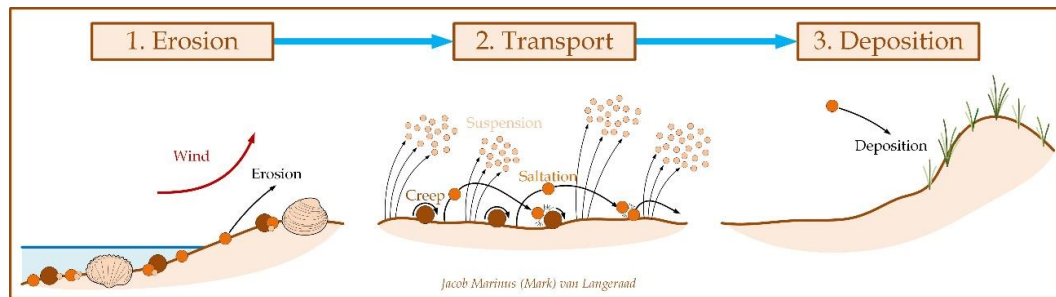 1. Erosion
2. Transport
3. Deposition
Wind
Erosion
Suspension
Creep
Saltation
Deposition
Jacob Marinus (Mark) van Langeraad